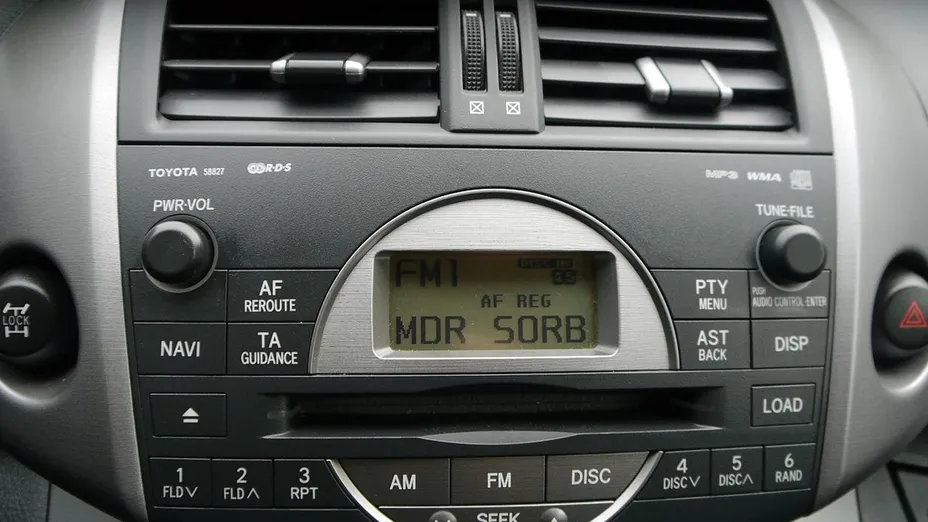 TOYOTA 58827
R·D·S
MP3 WMA
PWR·VOL
TUNE·FILE
LOCK
AF
REROUTE
NAVI
TA
GUIDANCE
FM1
AF REG
MDR SORB
PTY
MENU
PUSH
AUDIO CONTROL·ENTER
AST
BACK
DISP
LOAD
1
FLD
2
FLD
3
RPT
AM
FM
DISC
4
DISC
5
DISC
6
RAND
SEEK